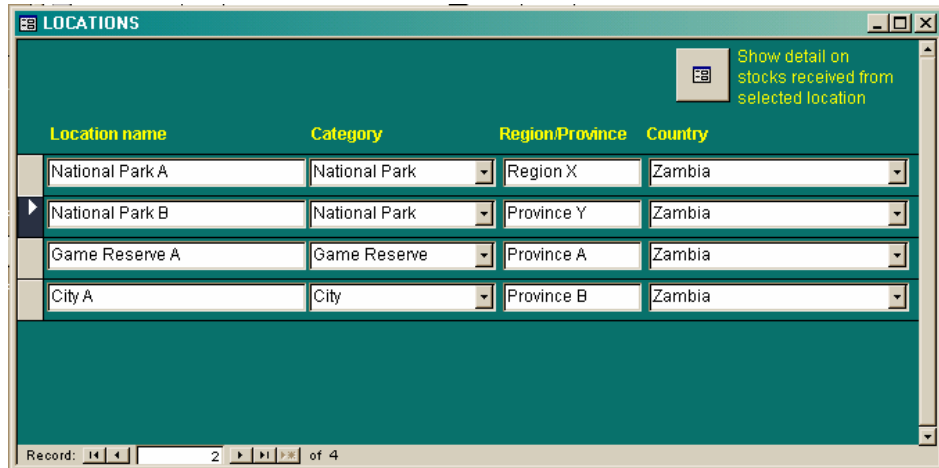 LOCATIONS
Show detail on
stocks received from
selected location
Location name Category Region/Province Country
National Park A National Park Region X Zambia
National Park B National Park Province Y Zambia
Game Reserve A Game Reserve Province A Zambia
City A City Province B Zambia
Record: 2 of 4